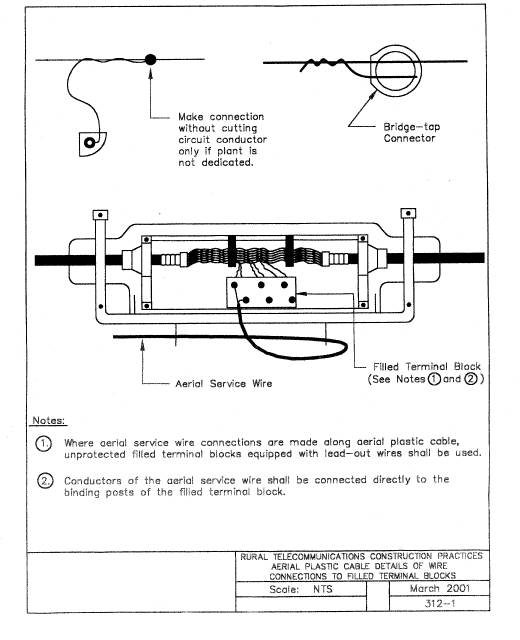 Make connection
without cutting
circuit conductor
only if plant is
not dedicated.
Bridge-tap
Connector
Aerial Service Wire
Filled Terminal Block
(See Notes 1 and 2)
Notes:
1. Where aerial service wire connections are made along aerial plastic cable,
unprotected filled terminal blocks equipped with lead-out wires shall be used.
2. Conductors of the aerial service wire shall be connected directly to the
binding posts of the filled terminal block.
RURAL TELECOMMUNICATIONS CONSTRUCTION PRACTICES
AERIAL PLASTIC CABLE DETAILS OF WIRE
CONNECTIONS TO FILLED TERMINAL BLOCKS
Scale: NTS
March 2001
312-1